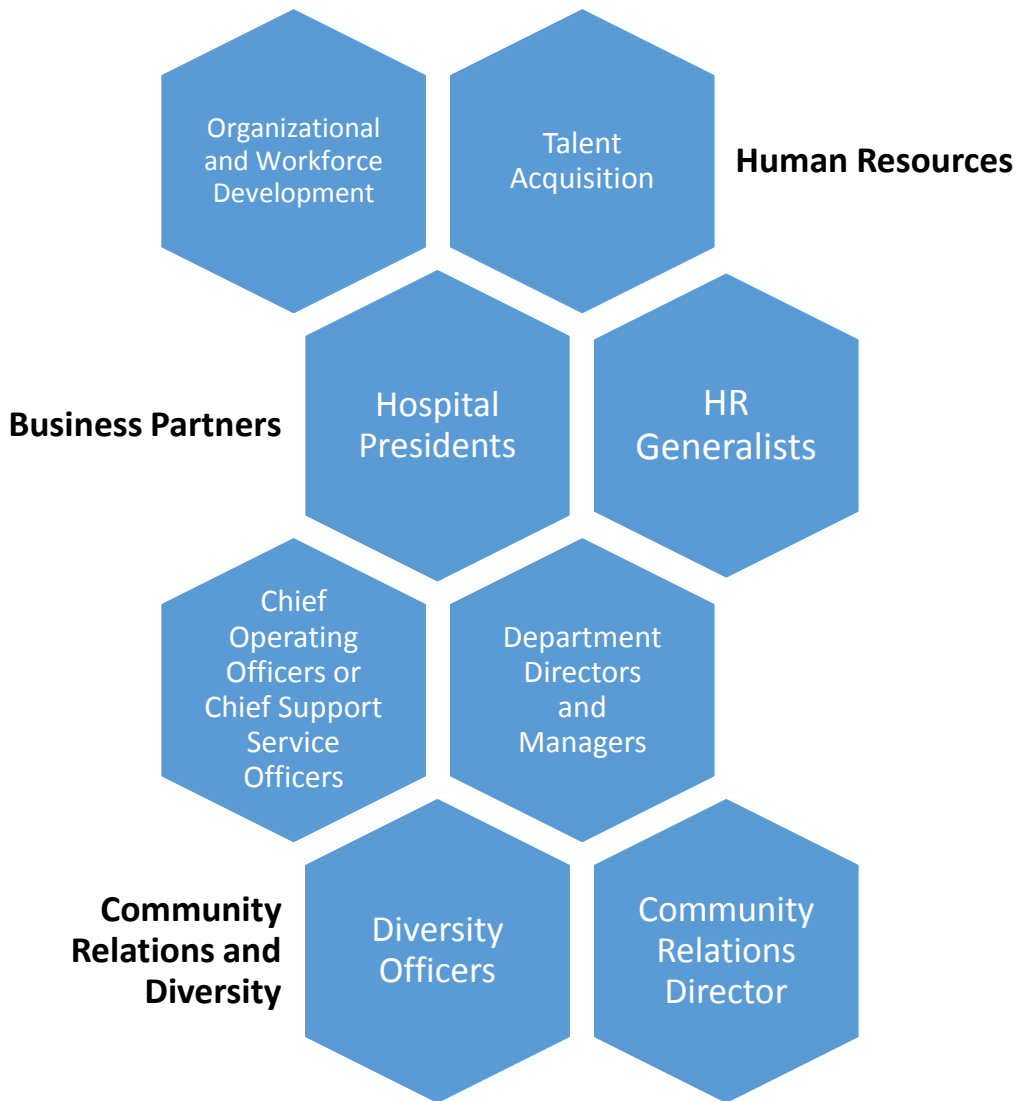 Organizational
and Workforce
Development
Talent
Acquisition
Human Resources
Business Partners
Hospital
Presidents
HR
Generalists
Chief
Operating
Officers or
Chief Support
Service
Officers
Department
Directors
and
Managers
Community
Relations and
Diversity
Diversity
Officers
Community
Relations
Director